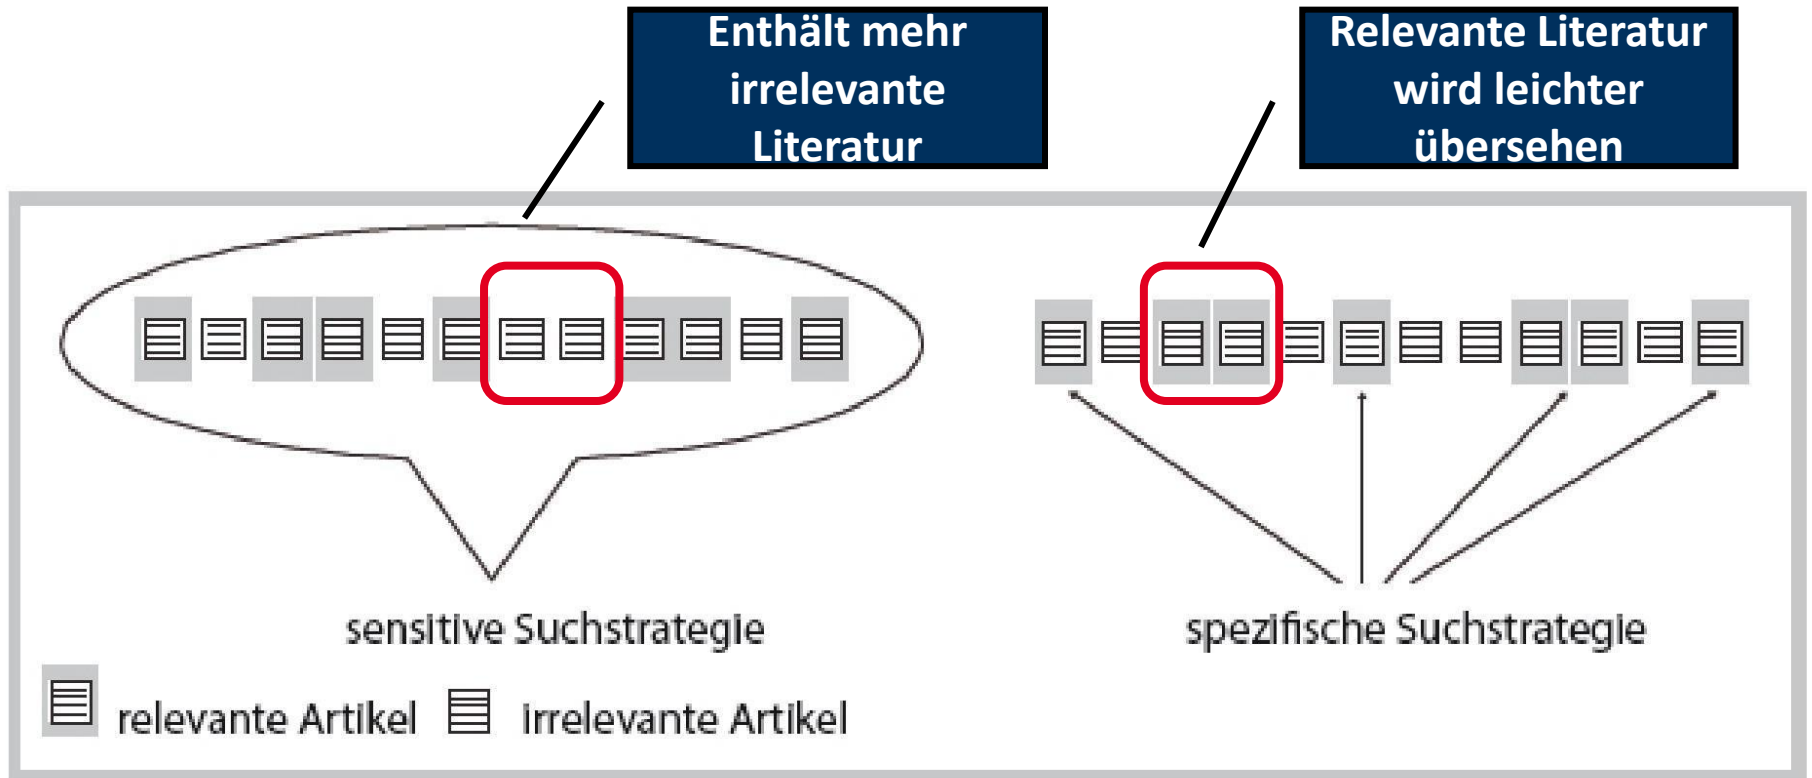 Enthält mehr
irrelevante
Literatur
Relevante Literatur
wird leichter
übersehen
sensitive Suchstrategie
spezifische Suchstrategie
relevante Artikel
irrelevante Artikel